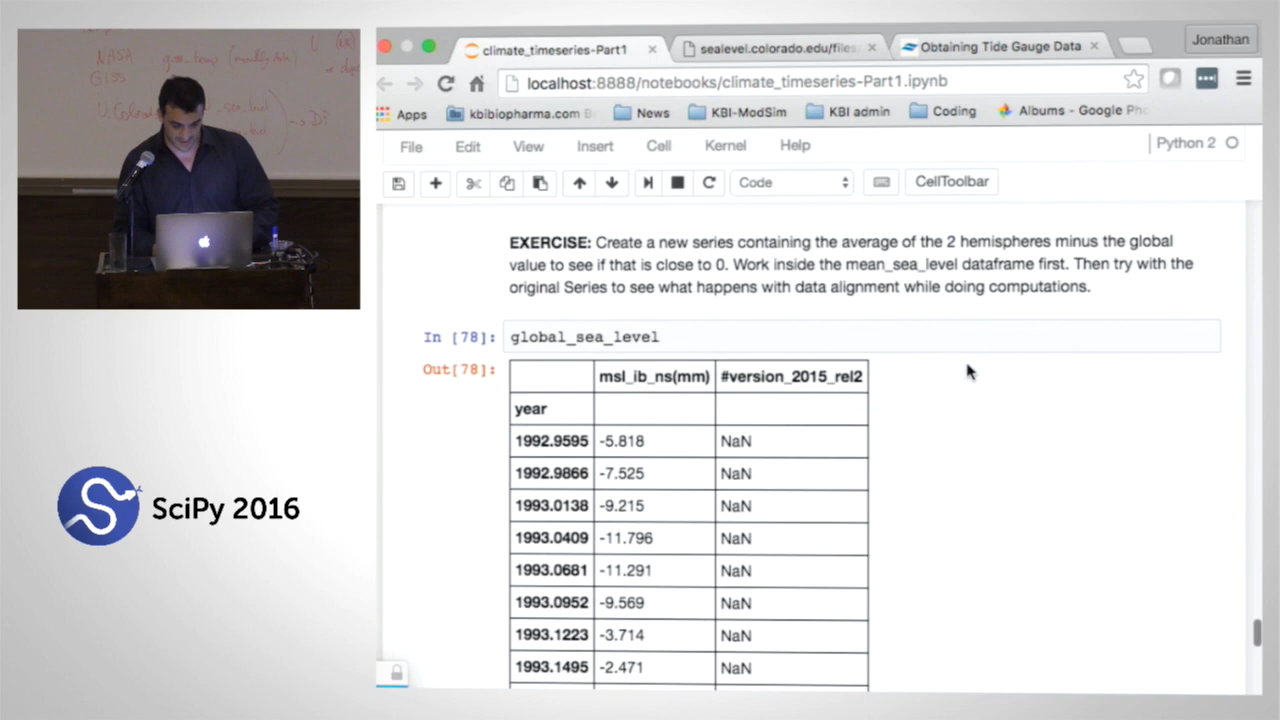 NASA
GISS
Jonathan
climate_timeseries-Part1
sealevel.colorado.edu/files
Obtaining Tide Gauge Data
localhost:8888/notebooks/climate_timeseries-Part1.ipynb
Apps
kbibiopharma.com
News
KBI-ModSim
KBI admin
Coding
Albums - Google Pho
File Edit View Insert Cell Kernel Help
Python 2
Code
CellToolbar
EXERCISE: Create a new series containing the average of the 2 hemispheres minus the global
value to see if that is close to 0. Work inside the mean_sea_level dataframe first. Then try with the
original Series to see what happens with data alignment while doing computations.
In [78]: global_sea_level
Out[78]:
msl_ib_ns(mm) #version_2015_rel2
year
1992.9595 -5.818 NaN
1992.9866 -7.525 NaN
1993.0138 -9.215 NaN
1993.0409 -11.796 NaN
1993.0681 -11.291 NaN
1993.0952 -9.569 NaN
1993.1223 -3.714 NaN
1993.1495 -2.471 NaN
SciPy 2016